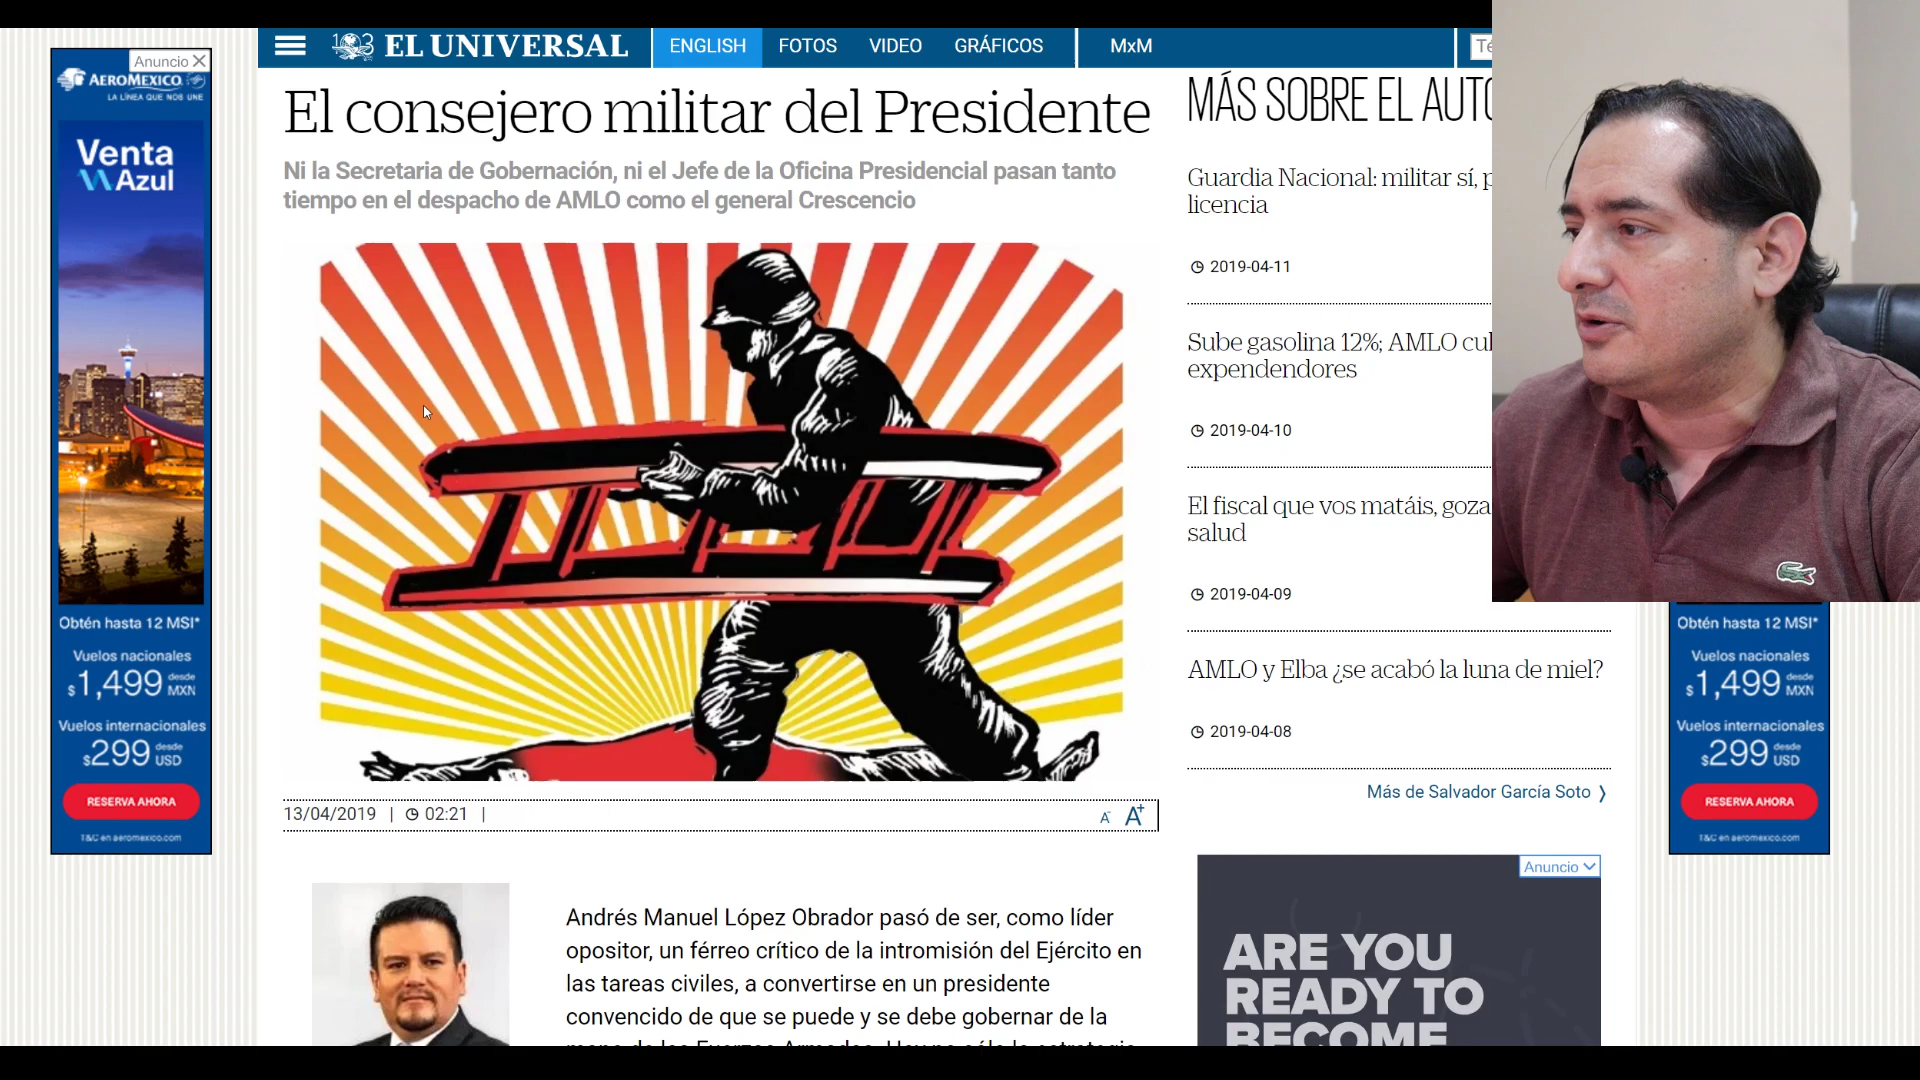 EL UNIVERSAL
ENGLISH
FOTOS
VIDEO
GRÁFICOS
MxM
Anuncio
AEROMEXICO
LA LÍNEA QUE NOS UNE
Venta
Azul
Obtén hasta 12 MSI*
Vuelos nacionales
$1,499 desde MXN
Vuelos internacionales
$299 desde USD
RESERVA AHORA
T&C en aeromexico.com
El consejero militar del Presidente
Ni la Secretaria de Gobernación, ni el Jefe de la Oficina Presidencial pasan tanto
tiempo en el despacho de AMLO como el general Crescencio
13/04/2019 | 02:21 |
A- A+
Andrés Manuel López Obrador pasó de ser, como líder
opositor, un férreo crítico de la intromisión del Ejército en
las tareas civiles, a convertirse en un presidente
convencido de que se puede y se debe gobernar de la
MÁS SOBRE EL
Guardia Nacional: militar sí,
licencia
2019-04-11
Sube gasolina 12%; AMLO
expendendores
2019-04-10
El fiscal que vos matáis, goza
salud
2019-04-09
AMLO y Elba ¿se acabó la luna de miel?
2019-04-08
Más de Salvador García Soto
Anuncio
ARE YOU
READY TO
BECOME
Obtén hasta 12 MSI*
Vuelos nacionales
$1,499 desde MXN
Vuelos internacionales
$299 desde USD
RESERVA AHORA
T&C en aeromexico.com